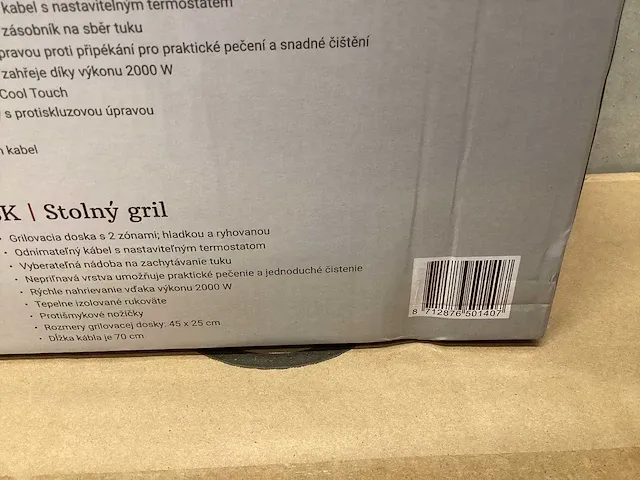 kabel s nastavitelným termostatem
zásobník na sběr tuku
pravou proti připékání pro praktické pečení a snadné čištění
zahřeje díky výkonu 2000 W
Cool Touch
s protiskluzovou úpravou
kabel
SK | Stolný gril
• Grilovacia doska s 2 zónami; hladkou a ryhovanou
• Odnímateľný kábel s nastaviteľným termostatom
• Vyberateľná nádoba na zachytávanie tuku
• Nepriľnavá vrstva umožňuje praktické pečenie a jednoduché čistenie
• Rýchle nahrievanie vďaka výkonu 2000 W
• Tepelne izolované rukoväte
• Protišmykové nožičky
• Rozmery grilovacej dosky: 45 x 25 cm
• Dĺžka kábla je 70 cm
8 712876 501407